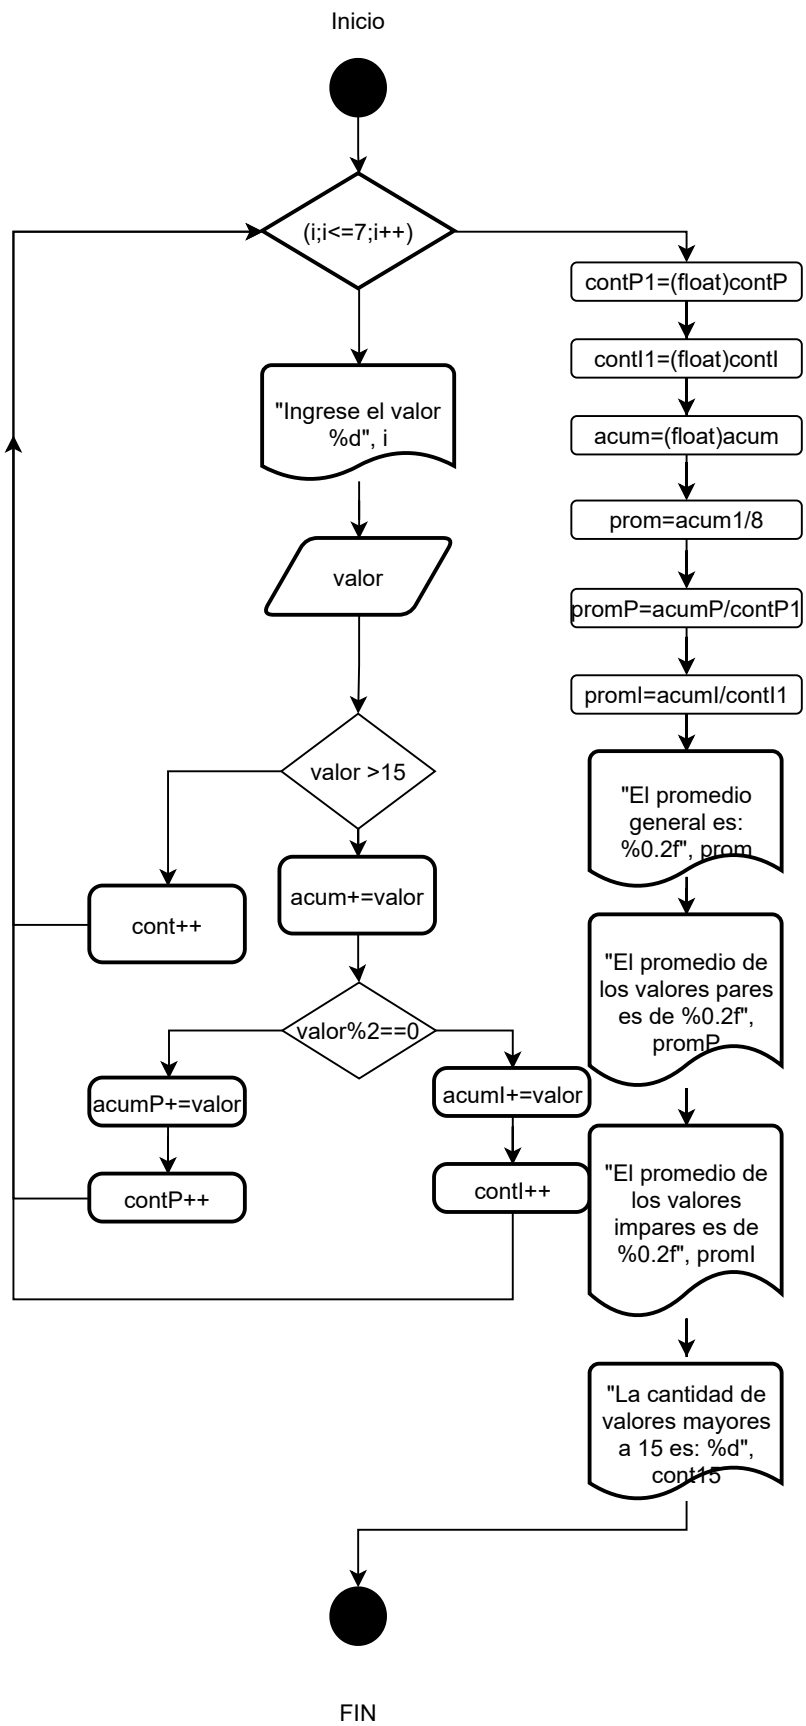 Inicio
(i;i<=7;i++)
"Ingrese el valor
%d", i
valor
valor >15
cont++
acum+=valor
valor%2==0
acumP+=valor
contP++
acumI+=valor
contI++
contP1=(float)contP
contI1=(float)contI
acum=(float)acum
prom=acum1/8
promP=acumP/contP1
promI=acumI/contI1
"El promedio
general es:
%0.2f", prom
"El promedio de
los valores pares
es de %0.2f",
promP
"El promedio de
los valores
impares es de
%0.2f", promI
"La cantidad de
valores mayores
a 15 es: %d",
cont15
FIN